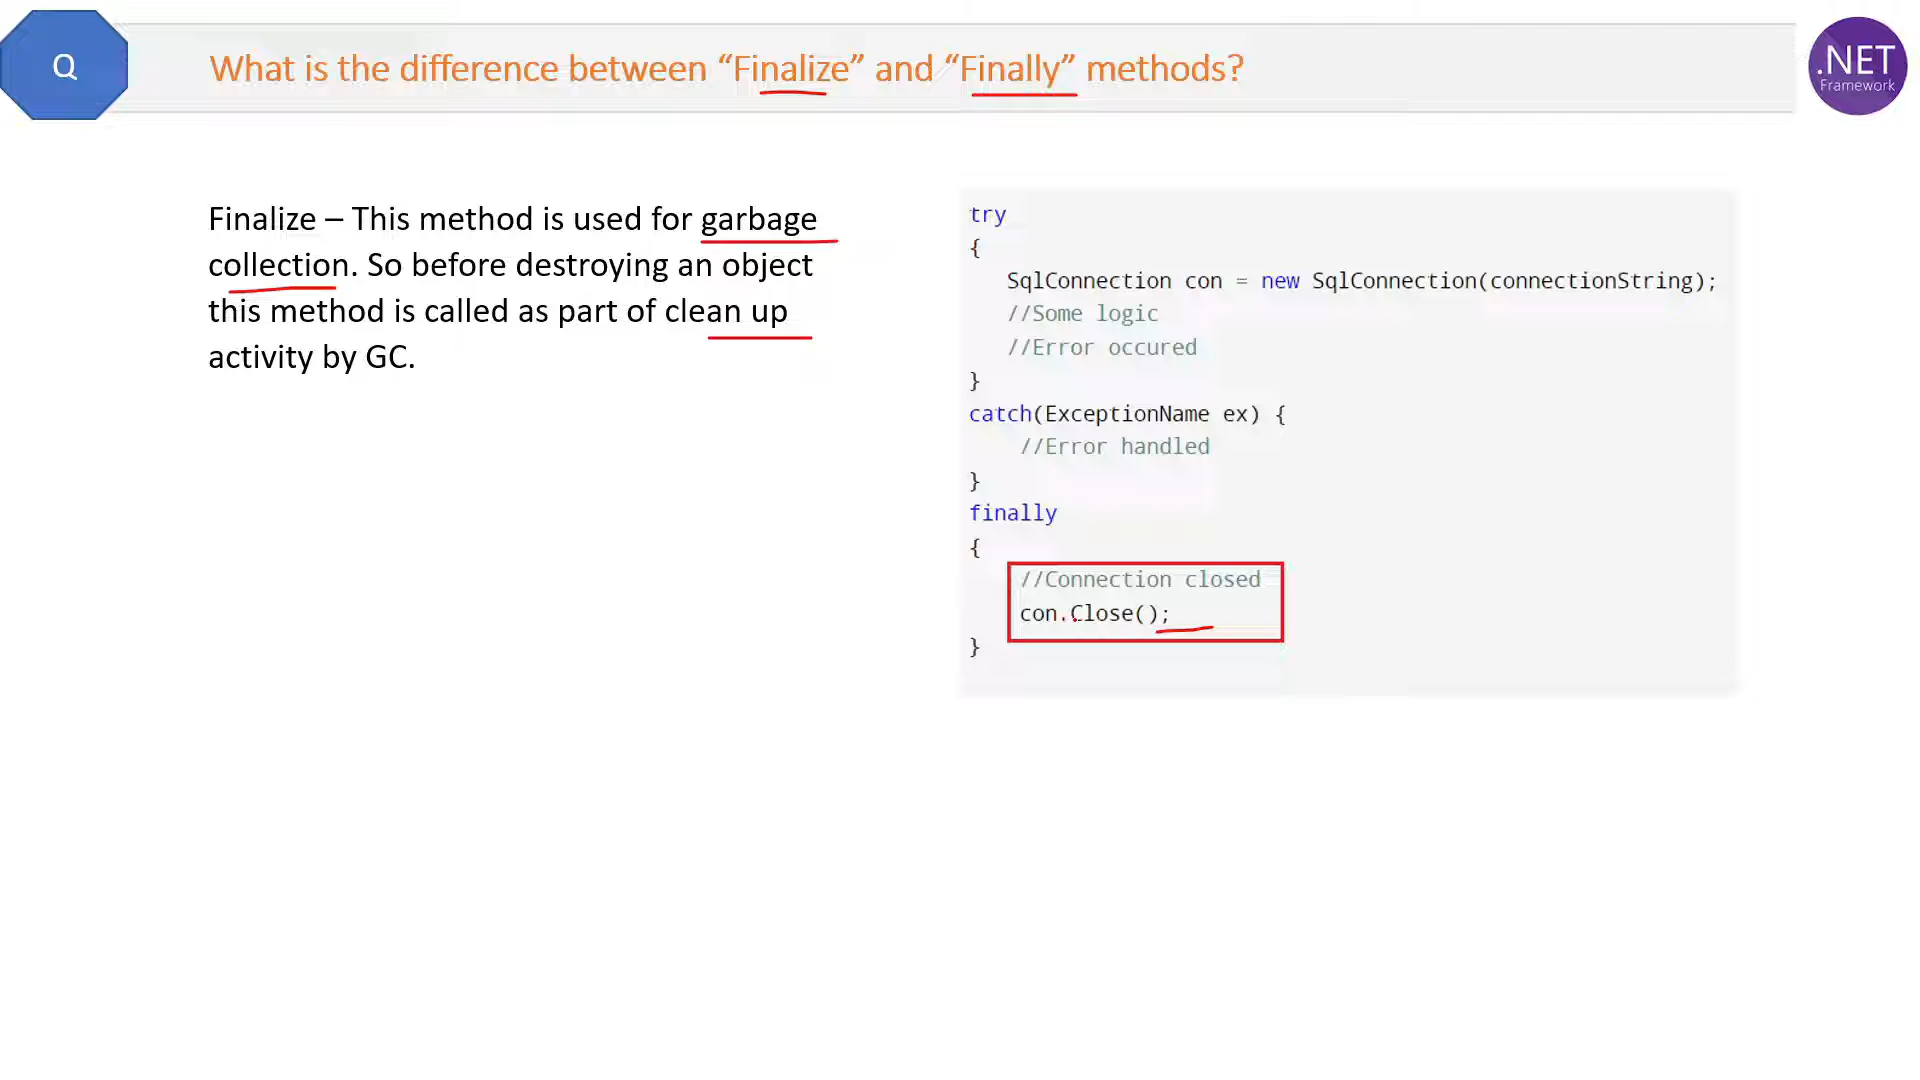 Q
What is the difference between “Finalize” and “Finally” methods?
.NET
Framework
Finalize – This method is used for garbage
collection. So before destroying an object
this method is called as part of clean up
activity by GC.
try
{
SqlConnection con = new SqlConnection(connectionString);
//Some logic
//Error occured
}
catch(ExceptionName ex) {
//Error handled
}
finally
{
//Connection closed
con.Close();
}